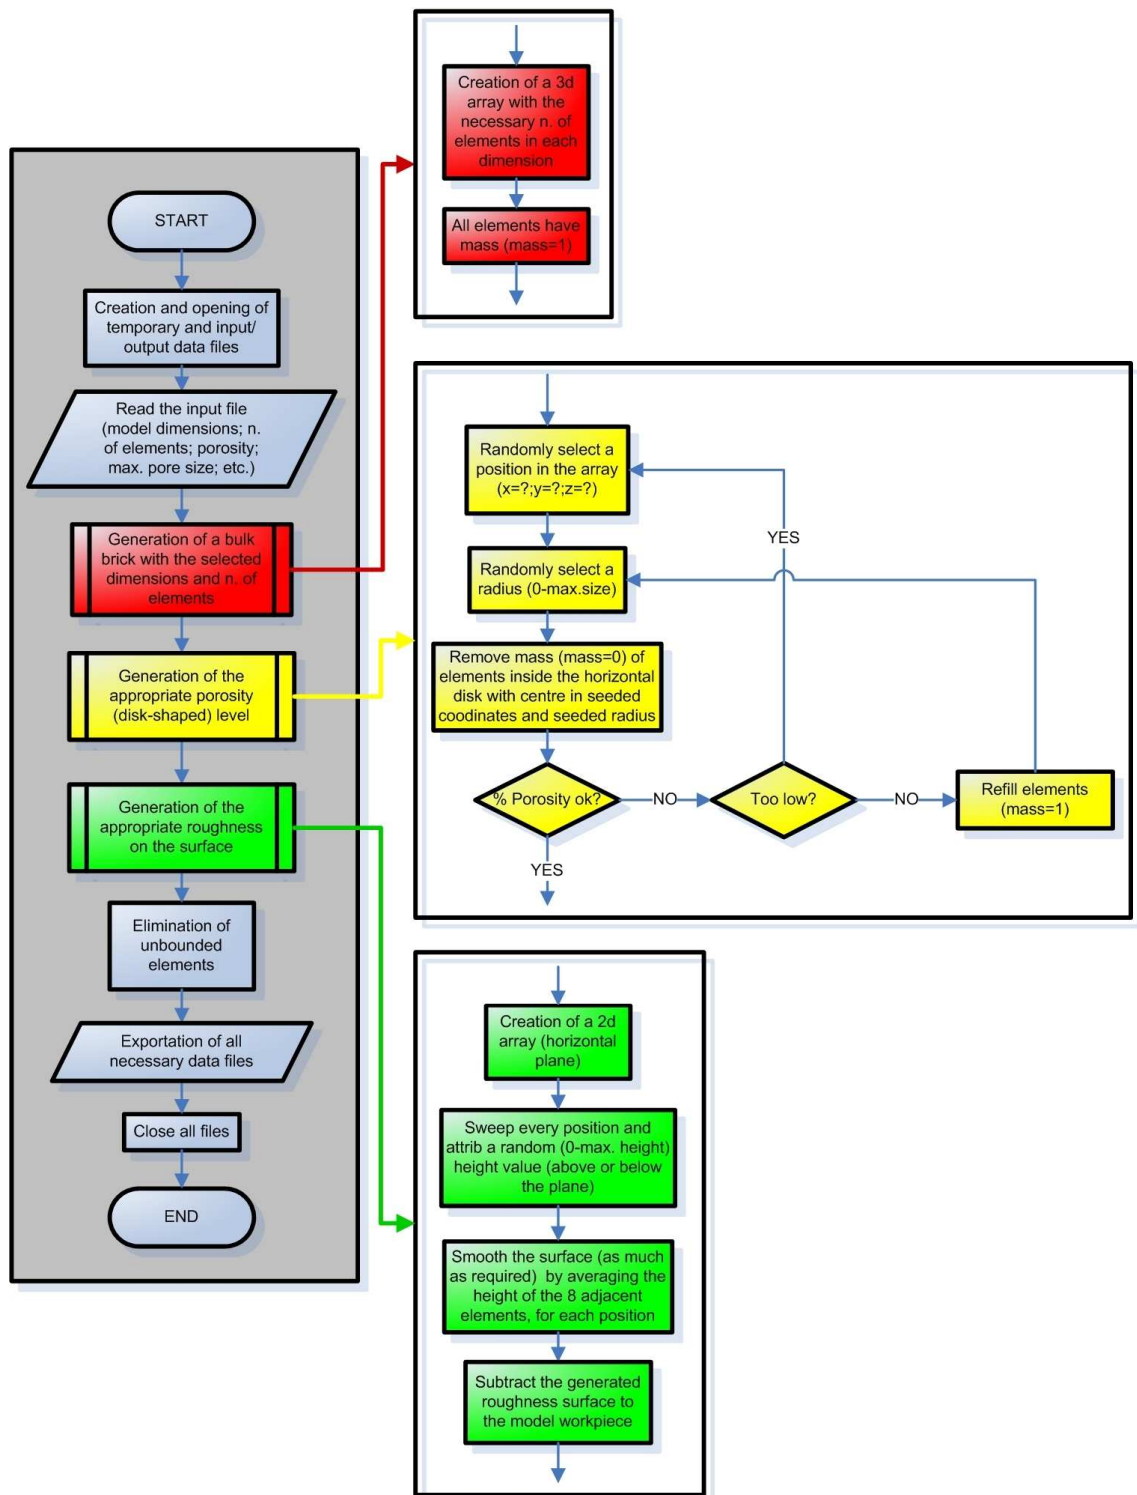 START
Creation and opening of
temporary and input/
output data files
Read the input file
(model dimensions; n.
of elements; porosity;
max. pore size; etc.)
Generation of a bulk
brick with the selected
dimensions and n. of
elements
Generation of the
appropriate porosity
(disk-shaped) level
Generation of the
appropriate roughness
on the surface
Elimination of
unbounded
elements
Exportation of all
necessary data files
Close all files
END
Creation of a 3d
array with the
necessary n. of
elements in each
dimension
All elements have
mass (mass=1)
Randomly select a
position in the array
(x=?;y=?;z=?)
Randomly select a
radius (0-max.size)
Remove mass (mass=0) of
elements inside the horizontal
disk with centre in seeded
coodinates and seeded radius
% Porosity ok?
NO
Too low?
NO
Refill elements
(mass=1)
YES
YES
Creation of a 2d
array (horizontal
plane)
Sweep every position and
attrib a random (0-max. height)
height value (above or below
the plane)
Smooth the surface (as much
as required) by averaging the
height of the 8 adjacent
elements, for each position
Subtract the generated
roughness surface to
the model workpiece